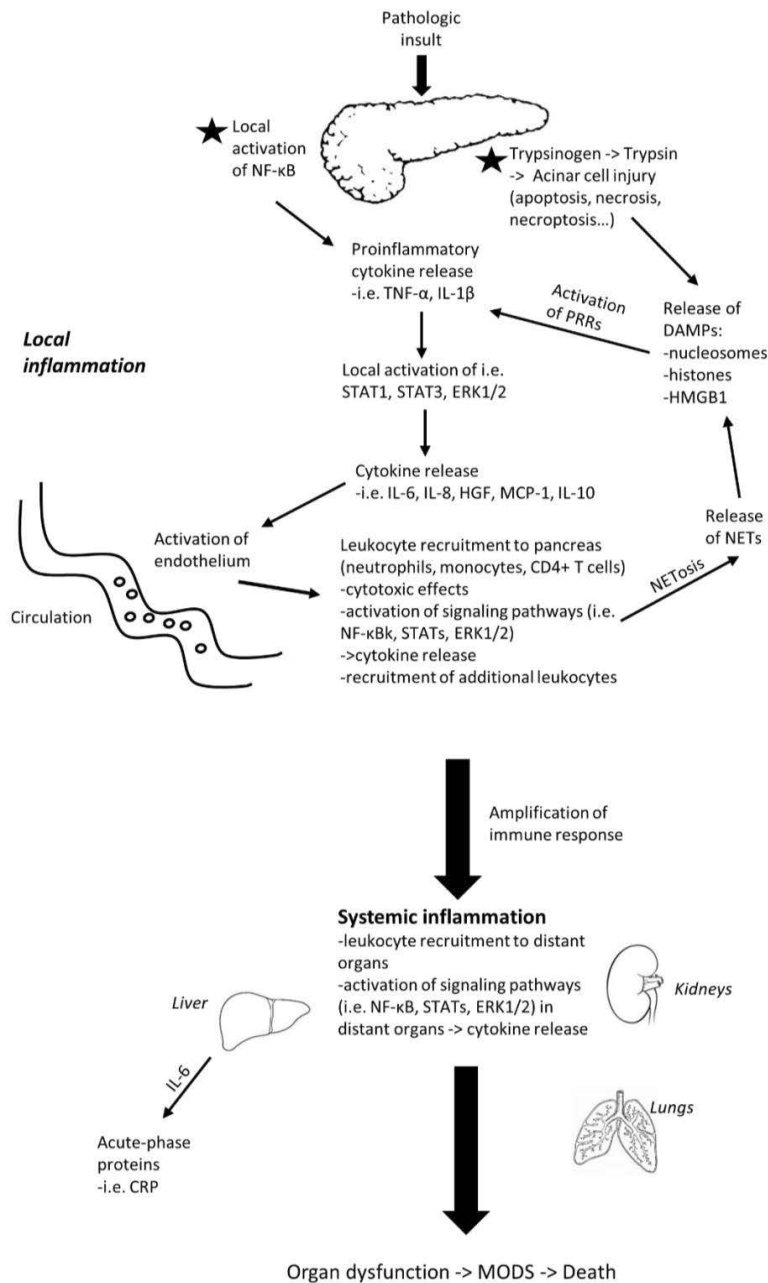 Pathologic
insult
Local
activation
of NF-κB
Trypsinogen -> Trypsin
-> Acinar cell injury
(apoptosis, necrosis,
necroptosis...)
Proinflammatory
cytokine release
-i.e. TNF-α, IL-1β
Activation
of PRRs
Release of
DAMPs:
-nucleosomes
-histones
-HMGB1
Local
inflammation
Local activation of i.e.
STAT1, STAT3, ERK1/2
Cytokine release
-i.e. IL-6, IL-8, HGF, MCP-1, IL-10
Release
of NETs
Activation of
endothelium
Leukocyte recruitment to pancreas
(neutrophils, monocytes, CD4+ T cells)
-cytotoxic effects
-activation of signaling pathways (i.e.
NF-κBk, STATs, ERK1/2)
->cytokine release
-recruitment of additional leukocytes
NETosis
Circulation
Amplification of
immune response
Systemic inflammation
-leukocyte recruitment to distant
organs
-activation of signaling pathways
(i.e. NF-κB, STATs, ERK1/2) in
distant organs -> cytokine release
Kidneys
Liver
IL-6
Lungs
Acute-phase
proteins
-i.e. CRP
Organ dysfunction -> MODS -> Death